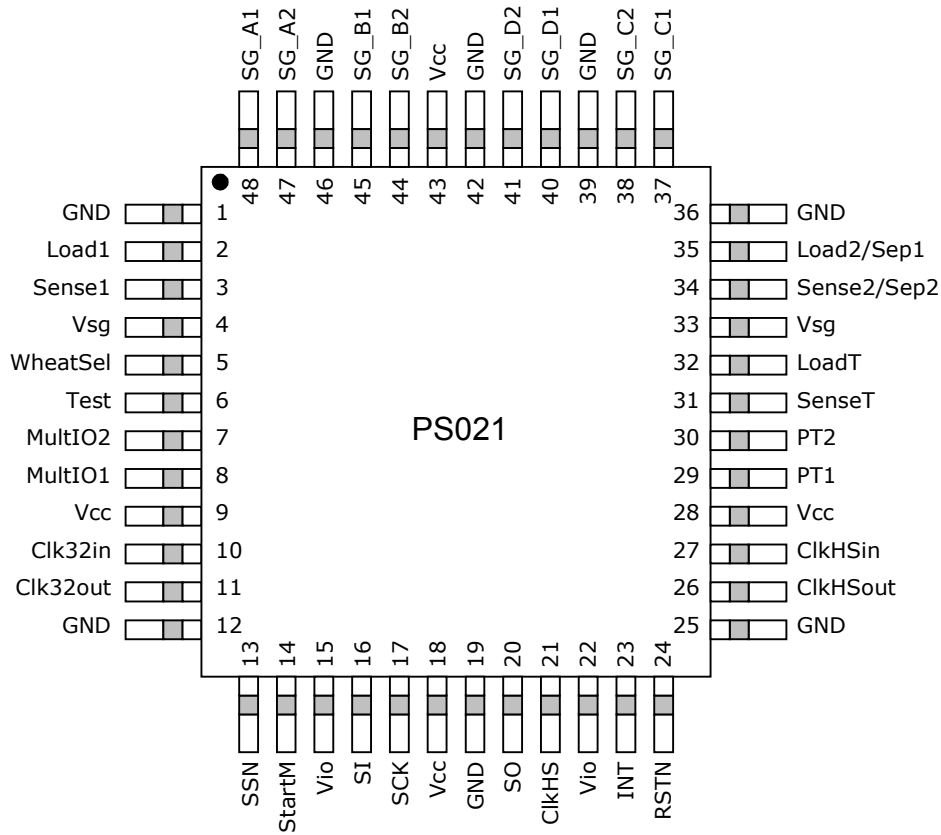 SG_A1
SG_A2
GND
SG_B1
SG_B2
Vcc
GND
SG_D2
SG_D1
GND
SG_C2
SG_C1
48
47
46
45
44
43
42
41
40
39
38
37
GND 1
Load1 2
Sense1 3
Vsg 4
WheatSel 5
Test 6
MultIO2 7
MultIO1 8
Vcc 9
Clk32in 10
Clk32out 11
GND 12
PS021
36 GND
35 Load2/Sep1
34 Sense2/Sep2
33 Vsg
32 LoadT
31 SenseT
30 PT2
29 PT1
28 Vcc
27 ClkHSin
26 ClkHSout
25 GND
13
14
15
16
17
18
19
20
21
22
23
24
SSN
StartM
Vio
SI
SCK
Vcc
GND
SO
ClkHS
Vio
INT
RSTN